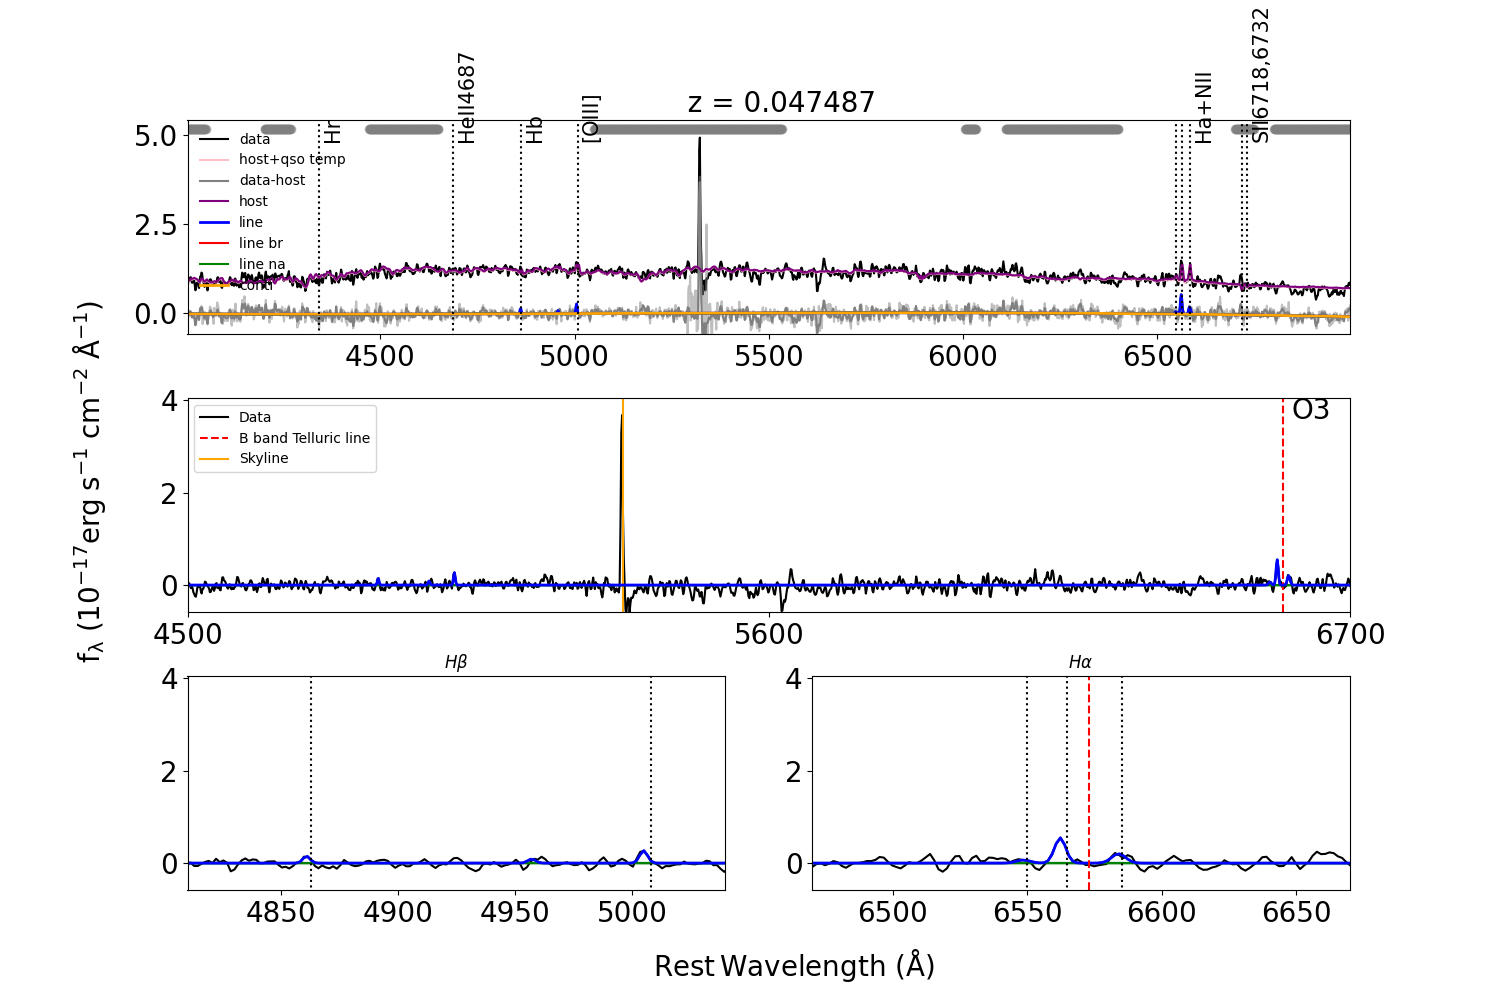 z = 0.047487
Hr
HeII4687
Hb
[OIII]
Ha+NII
SII6718,6732
5.0
2.5
0.0
data
host+qso temp
data-host
host
line
line br
line na
conti
4500 5000 5500 6000 6500
4
2
0
Data
B band Telluric line
Skyline
O3
4500 5600 6700
fλ (10⁻¹⁷erg s⁻¹ cm⁻² Å⁻¹)
Hβ
4
2
0
4850 4900 4950 5000
Hα
4
2
0
6500 6550 6600 6650
Rest Wavelength (Å)